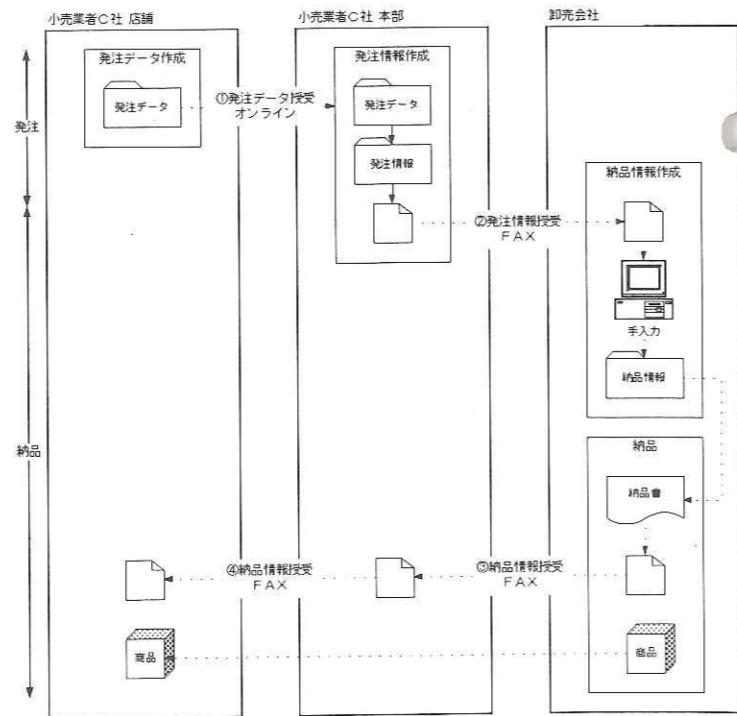 小売業者C社 店舗
小売業者C社 本部
卸売会社
発注データ作成
発注データ
①発注データ授受
オンライン
発注情報作成
発注データ
発注情報
発注
②発注情報授受
FAX
納品情報作成
手入力
納品情報
納品
納品
納品書
③納品情報授受
FAX
④納品情報授受
FAX
商品
商品